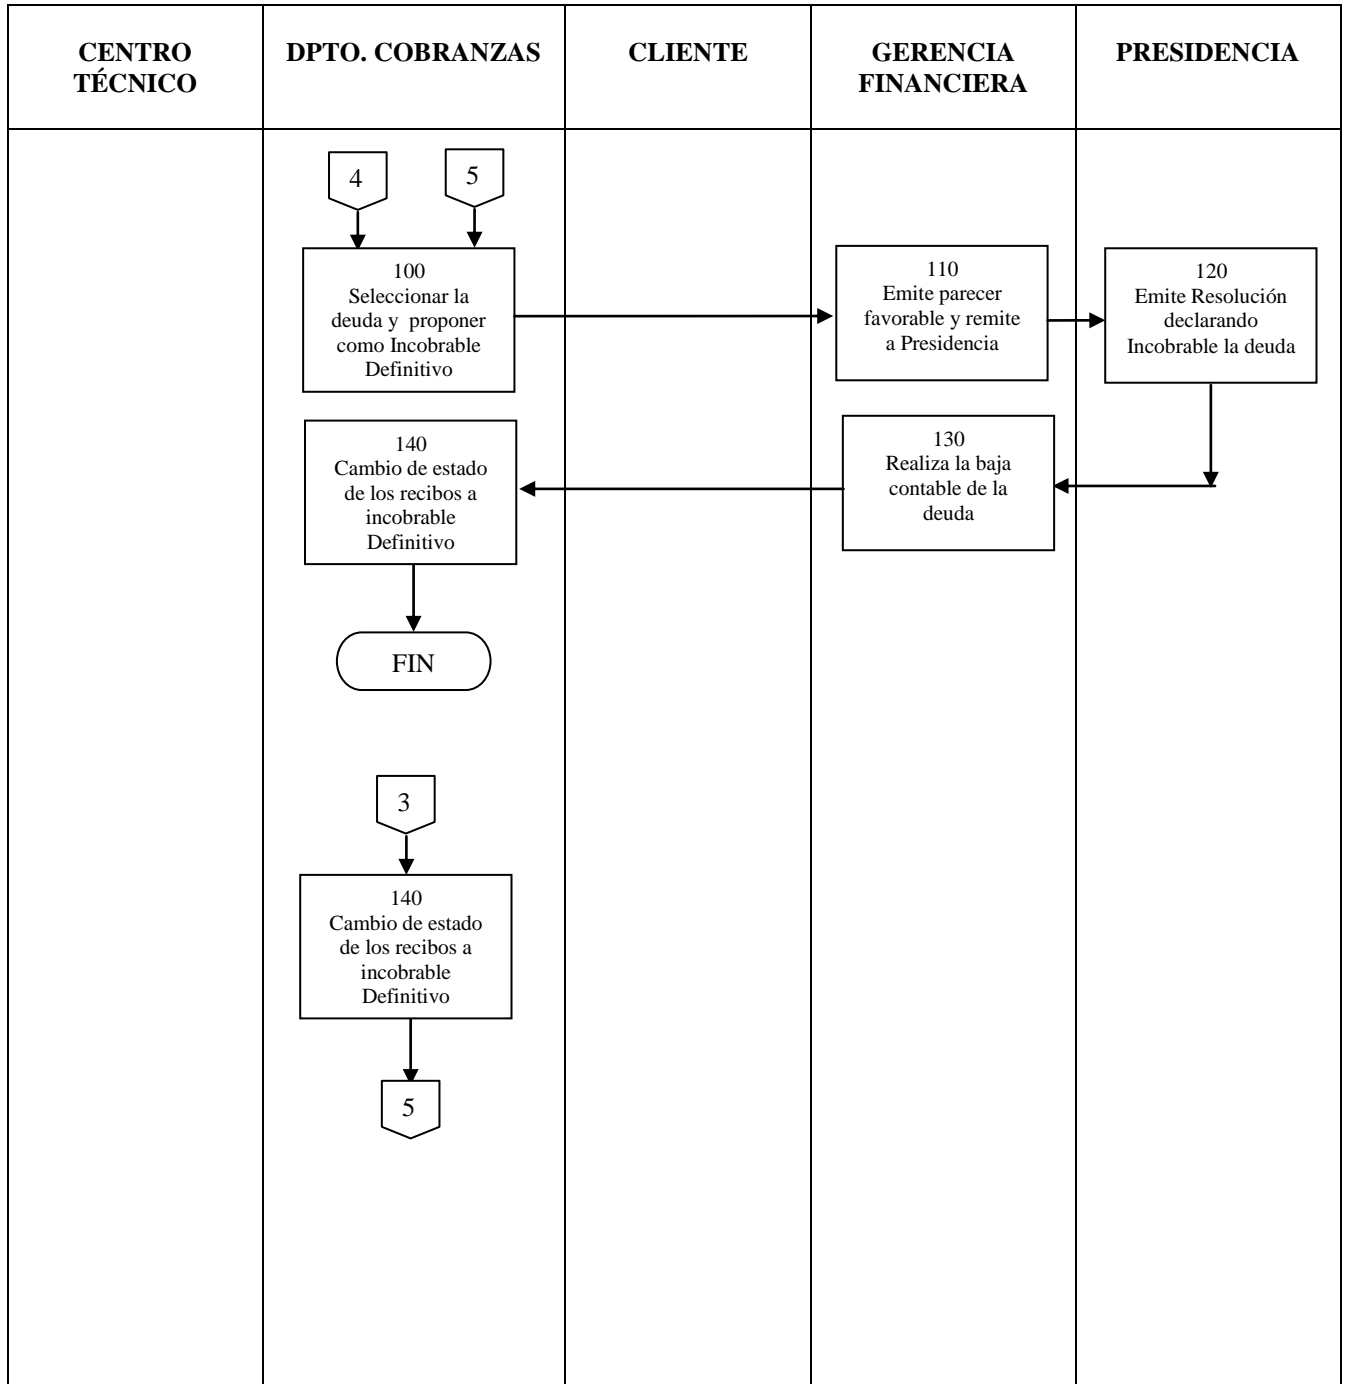 CENTRO
TÉCNICO
DPTO. COBRANZAS
CLIENTE
GERENCIA
FINANCIERA
PRESIDENCIA
4
5
100
Seleccionar la
deuda y proponer
como Incobrable
Definitivo
110
Emite parecer
favorable y remite
a Presidencia
120
Emite Resolución
declarando
Incobrable la deuda
140
Cambio de estado
de los recibos a
incobrable
Definitivo
130
Realiza la baja
contable de la
deuda
FIN
3
140
Cambio de estado
de los recibos a
incobrable
Definitivo
5